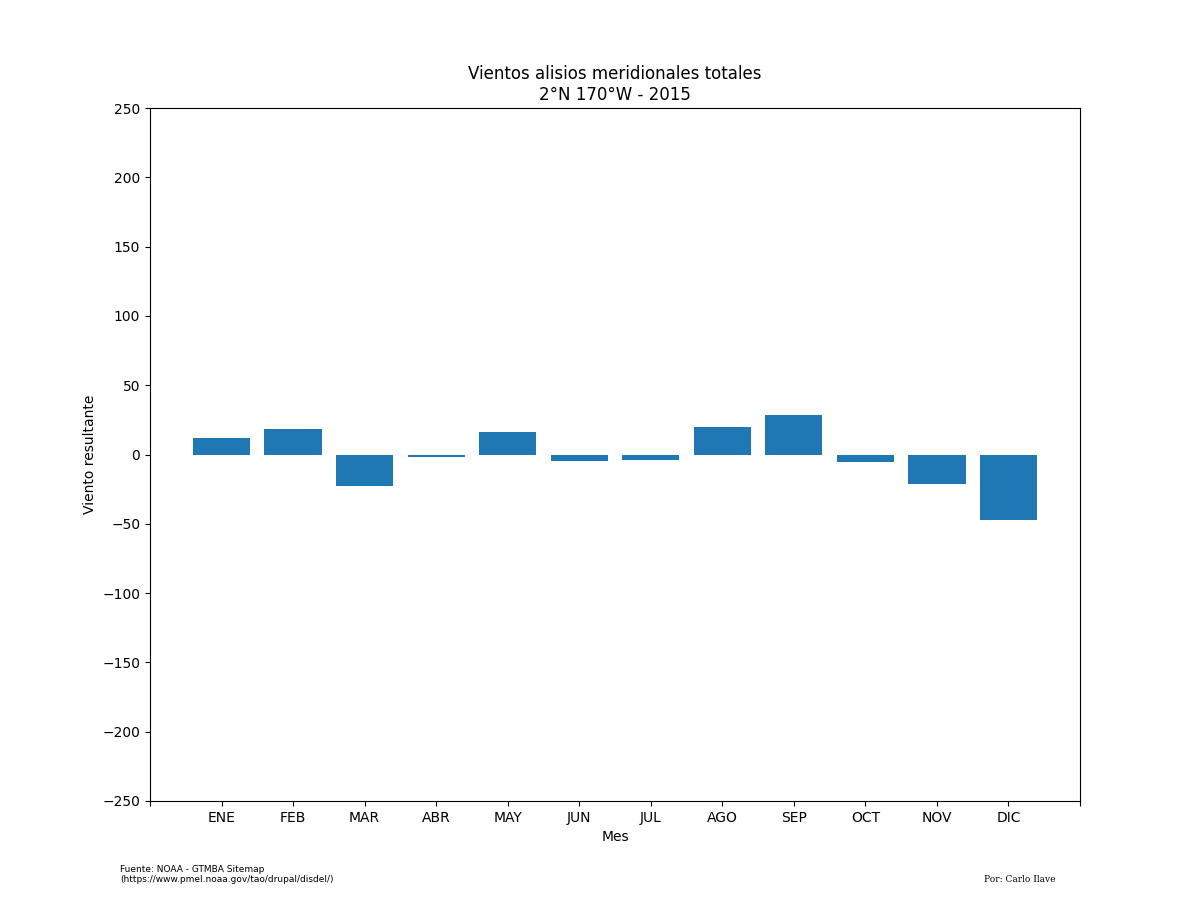 Vientos alisios meridionales totales
2°N 170°W - 2015
250
200
150
100
50
0
−50
−100
−150
−200
−250
Viento resultante
ENE FEB MAR ABR MAY JUN JUL AGO SEP OCT NOV DIC
Mes
Fuente: NOAA - GTMBA Sitemap
(https://www.pmel.noaa.gov/tao/drupal/disdel/)
Por: Carlo Ilave